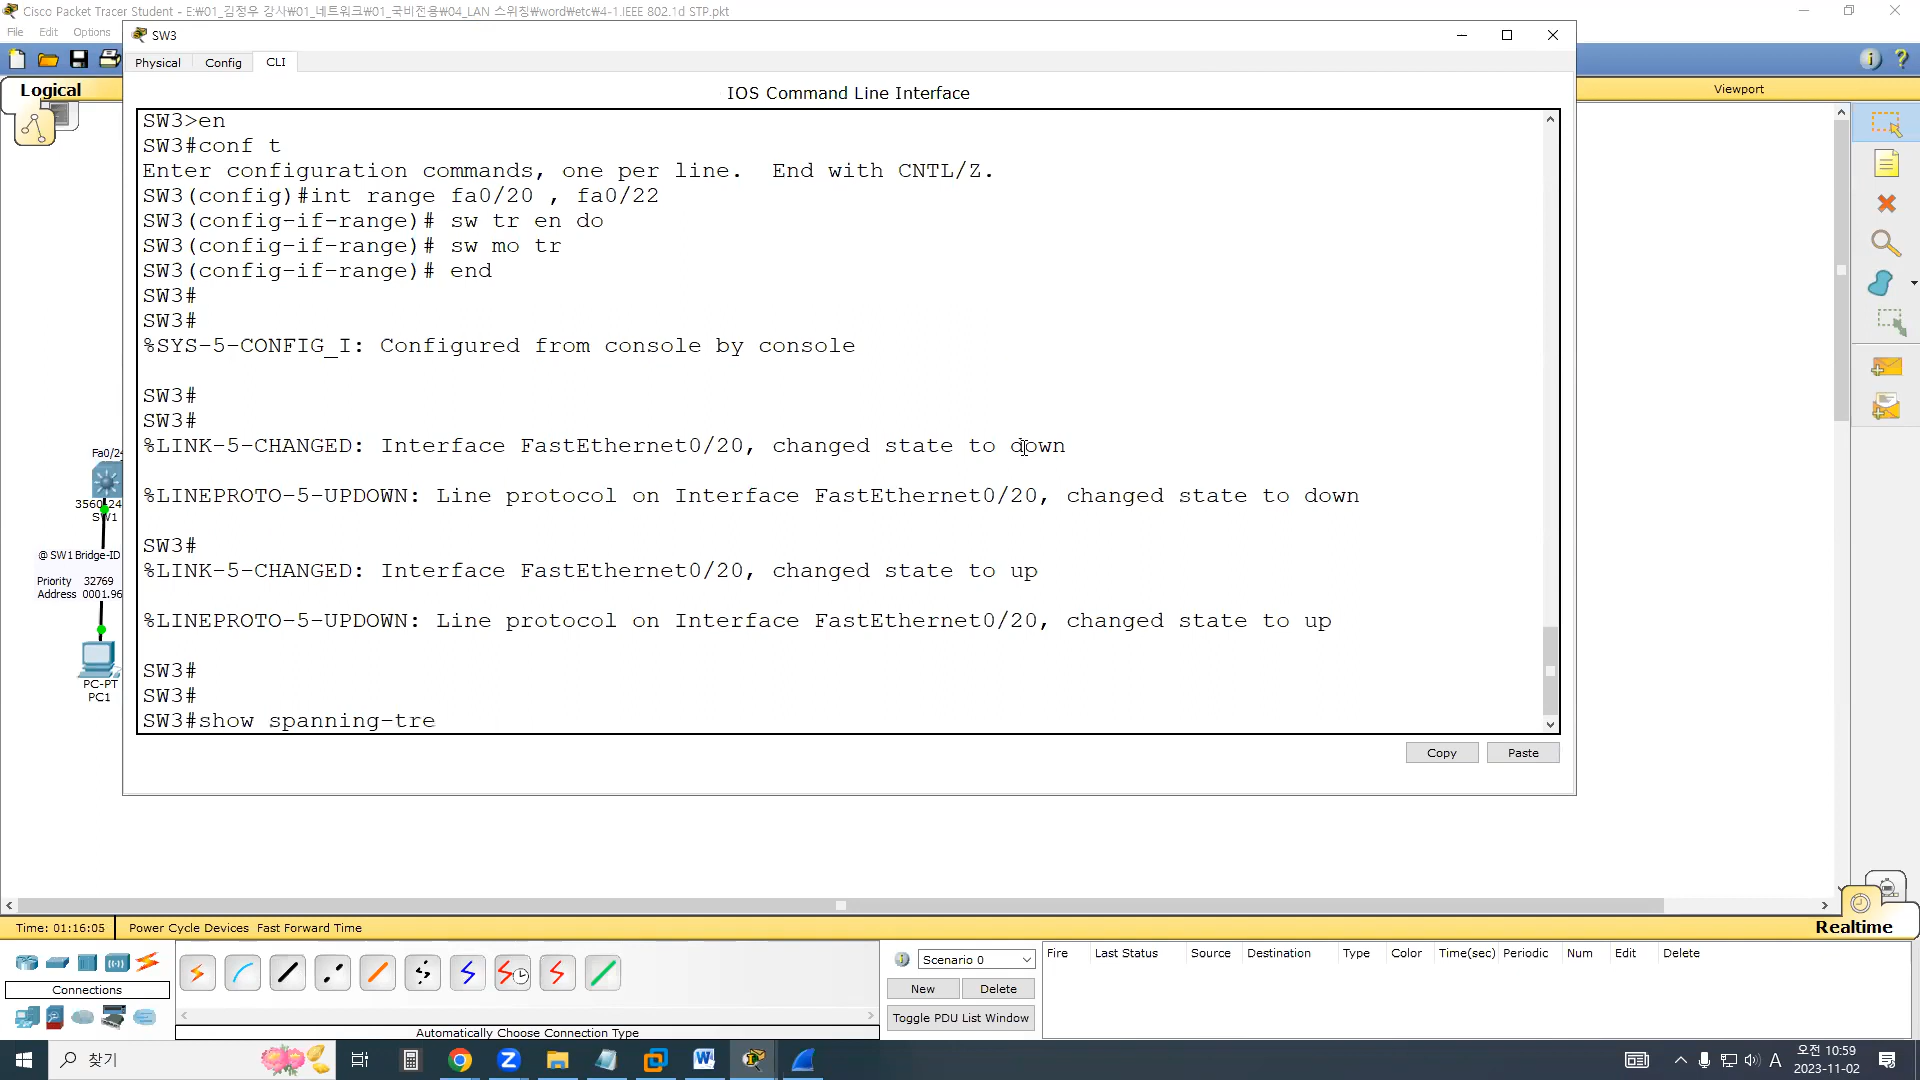 Cisco Packet Tracer Student - E:₩01_김정우 강사₩01_네트워크₩01_국비전용₩04_LAN 스위칭₩word₩etc₩4-1.IEEE 802.1d STP.pkt
File Edit Options
SW3
Physical Config CLI
Logical
Viewport
IOS Command Line Interface
SW3>en
SW3#conf t
Enter configuration commands, one per line.  End with CNTL/Z.
SW3(config)#int range fa0/20 , fa0/22
SW3(config-if-range)# sw tr en do
SW3(config-if-range)# sw mo tr
SW3(config-if-range)# end
SW3#
SW3#
%SYS-5-CONFIG_I: Configured from console by console
SW3#
SW3#
%LINK-5-CHANGED: Interface FastEthernet0/20, changed state to down
%LINEPROTO-5-UPDOWN: Line protocol on Interface FastEthernet0/20, changed state to down
SW3#
%LINK-5-CHANGED: Interface FastEthernet0/20, changed state to up
%LINEPROTO-5-UPDOWN: Line protocol on Interface FastEthernet0/20, changed state to up
SW3#
SW3#
SW3#show spanning-tre
Copy Paste
Fa0/24
3560-24
SW1
@ SW1 Bridge-ID
Priority 32769
Address 0001.96
PC-PT
PC1
Time: 01:16:05 Power Cycle Devices Fast Forward Time
Realtime
Connections
Automatically Choose Connection Type
Scenario 0
New Delete
Toggle PDU List Window
Fire Last Status Source Destination Type Color Time(sec) Periodic Num Edit Delete
찾기
A
오전 10:59
2023-11-02